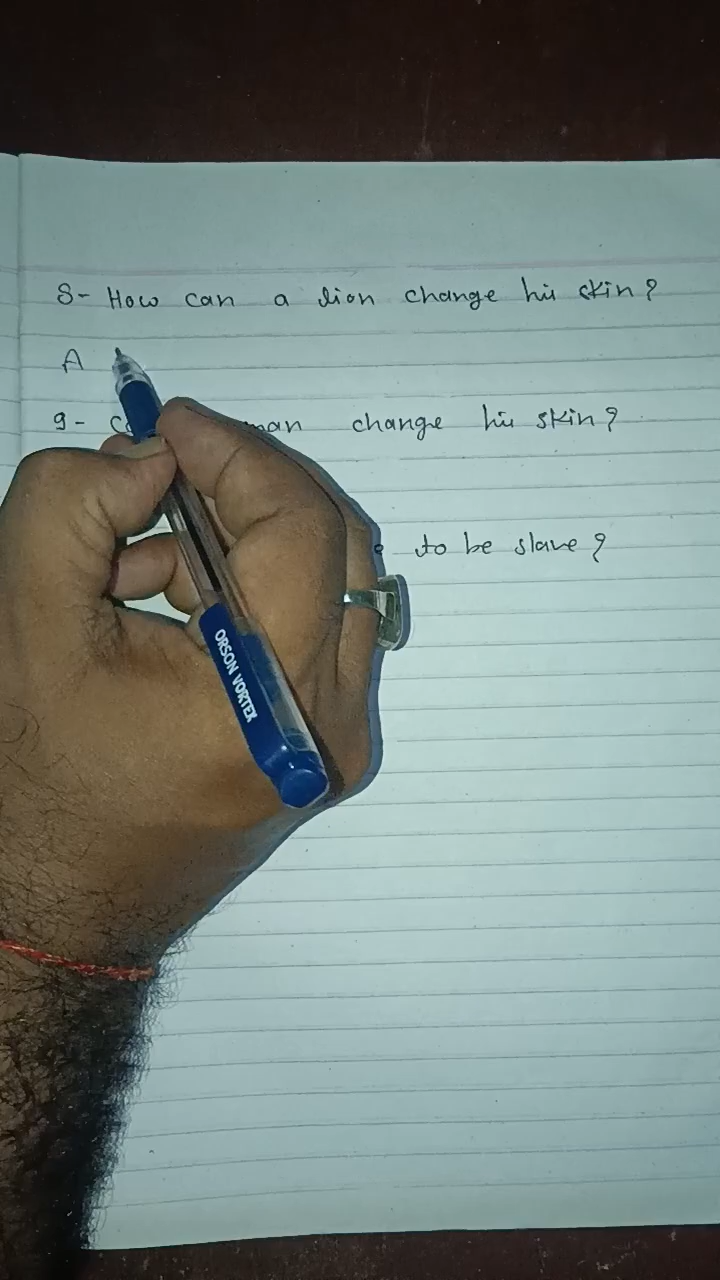 8- How can a lion change his skin?
A
9- man change his skin?
to be slave?
ORSON VORTEX